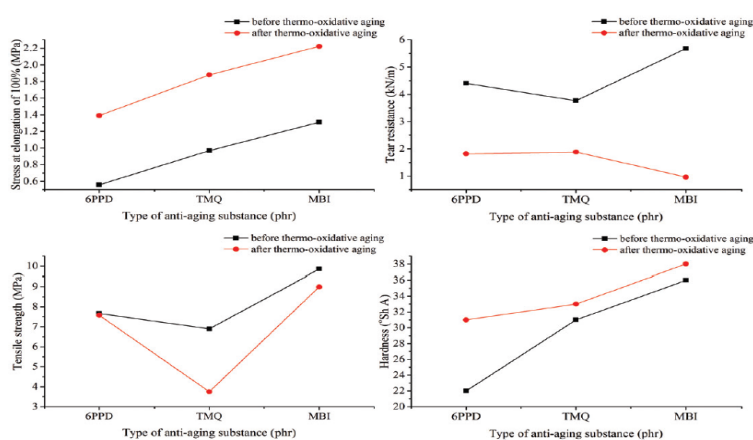 before thermo-oxidative aging
after thermo-oxidative aging
Stress at elongation of 100% (MPa)
2.2
2.0
1.8
1.6
1.4
1.2
1.0
0.8
0.6
6PPD TMQ MBI
Type of anti-aging substance (phr)
before thermo-oxidative aging
after thermo-oxidative aging
Tear resistance (kN/m)
6
5
4
3
2
1
6PPD TMQ MBI
Type of anti-aging substance (phr)
before thermo-oxidative aging
after thermo-oxidative aging
Tensile strength (MPa)
10
9
8
7
6
5
4
3
6PPD TMQ MBI
Type of anti-aging substance (phr)
before thermo-oxidative aging
after thermo-oxidative aging
Hardness (°Sh A)
38
36
34
32
30
28
26
24
22
20
6PPD TMQ MBI
Type of anti-aging substance (phr)